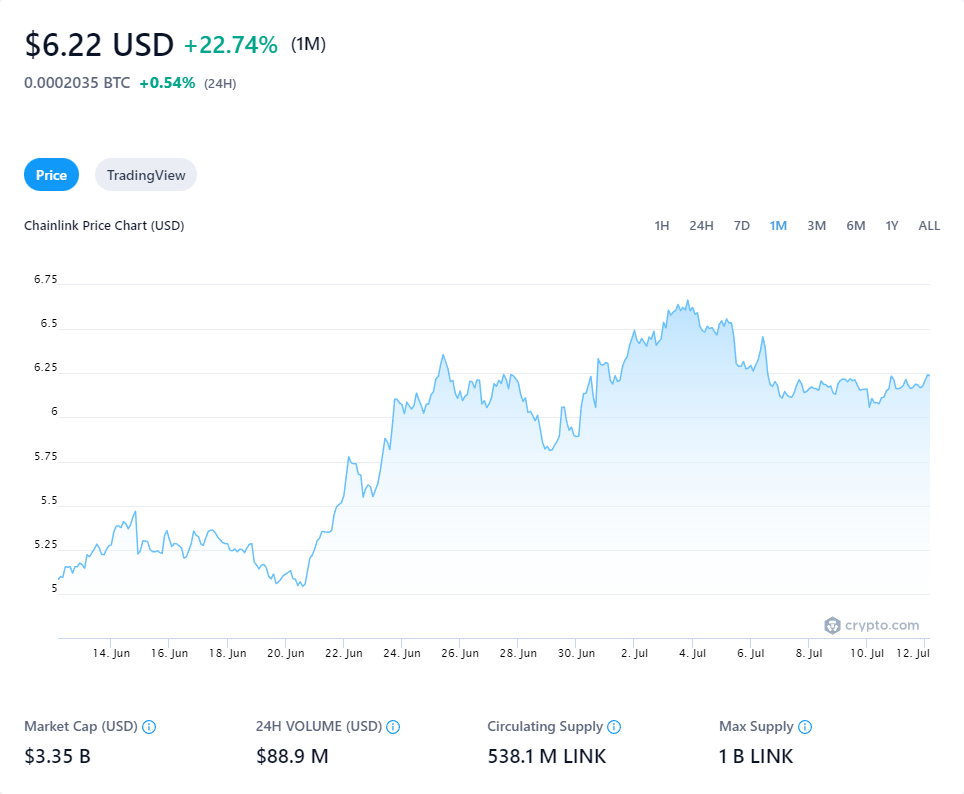 $6.22 USD +22.74% (1M)
0.0002035 BTC +0.54% (24H)
Price TradingView
Chainlink Price Chart (USD) 1H 24H 7D 1M 3M 6M 1Y ALL
6.75
6.5
6.25
6
5.75
5.5
5.25
5
crypto.com
14. Jun 16. Jun 18. Jun 20. Jun 22. Jun 24. Jun 26. Jun 28. Jun 30. Jun 2. Jul 4. Jul 6. Jul 8. Jul 10. Jul 12. Jul
Market Cap (USD) 24H VOLUME (USD) Circulating Supply Max Supply
$3.35 B $88.9 M 538.1 M LINK 1 B LINK